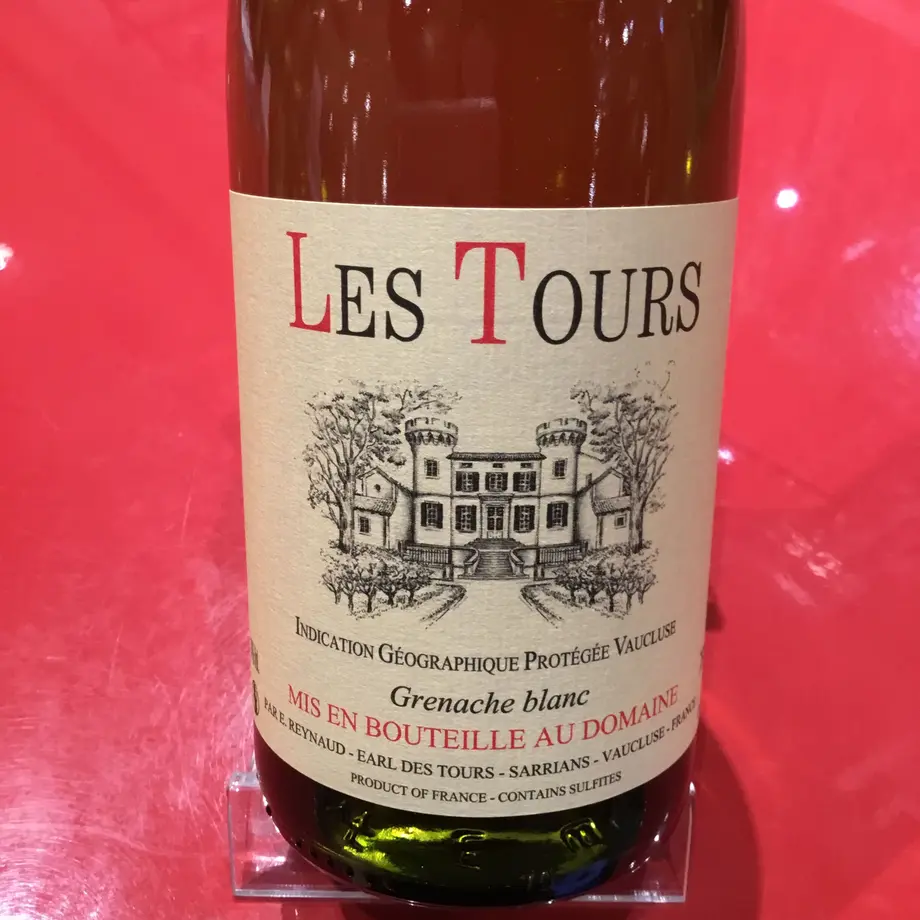 LES TOURS
INDICATION GÉOGRAPHIQUE PROTÉGÉE VAUCLUSE
Grenache blanc
MIS EN BOUTEILLE AU DOMAINE
PAR E. REYNAUD - EARL DES TOURS - SARRIANS - VAUCLUSE - FRANCE
PRODUCT OF FRANCE - CONTAINS SULFITES